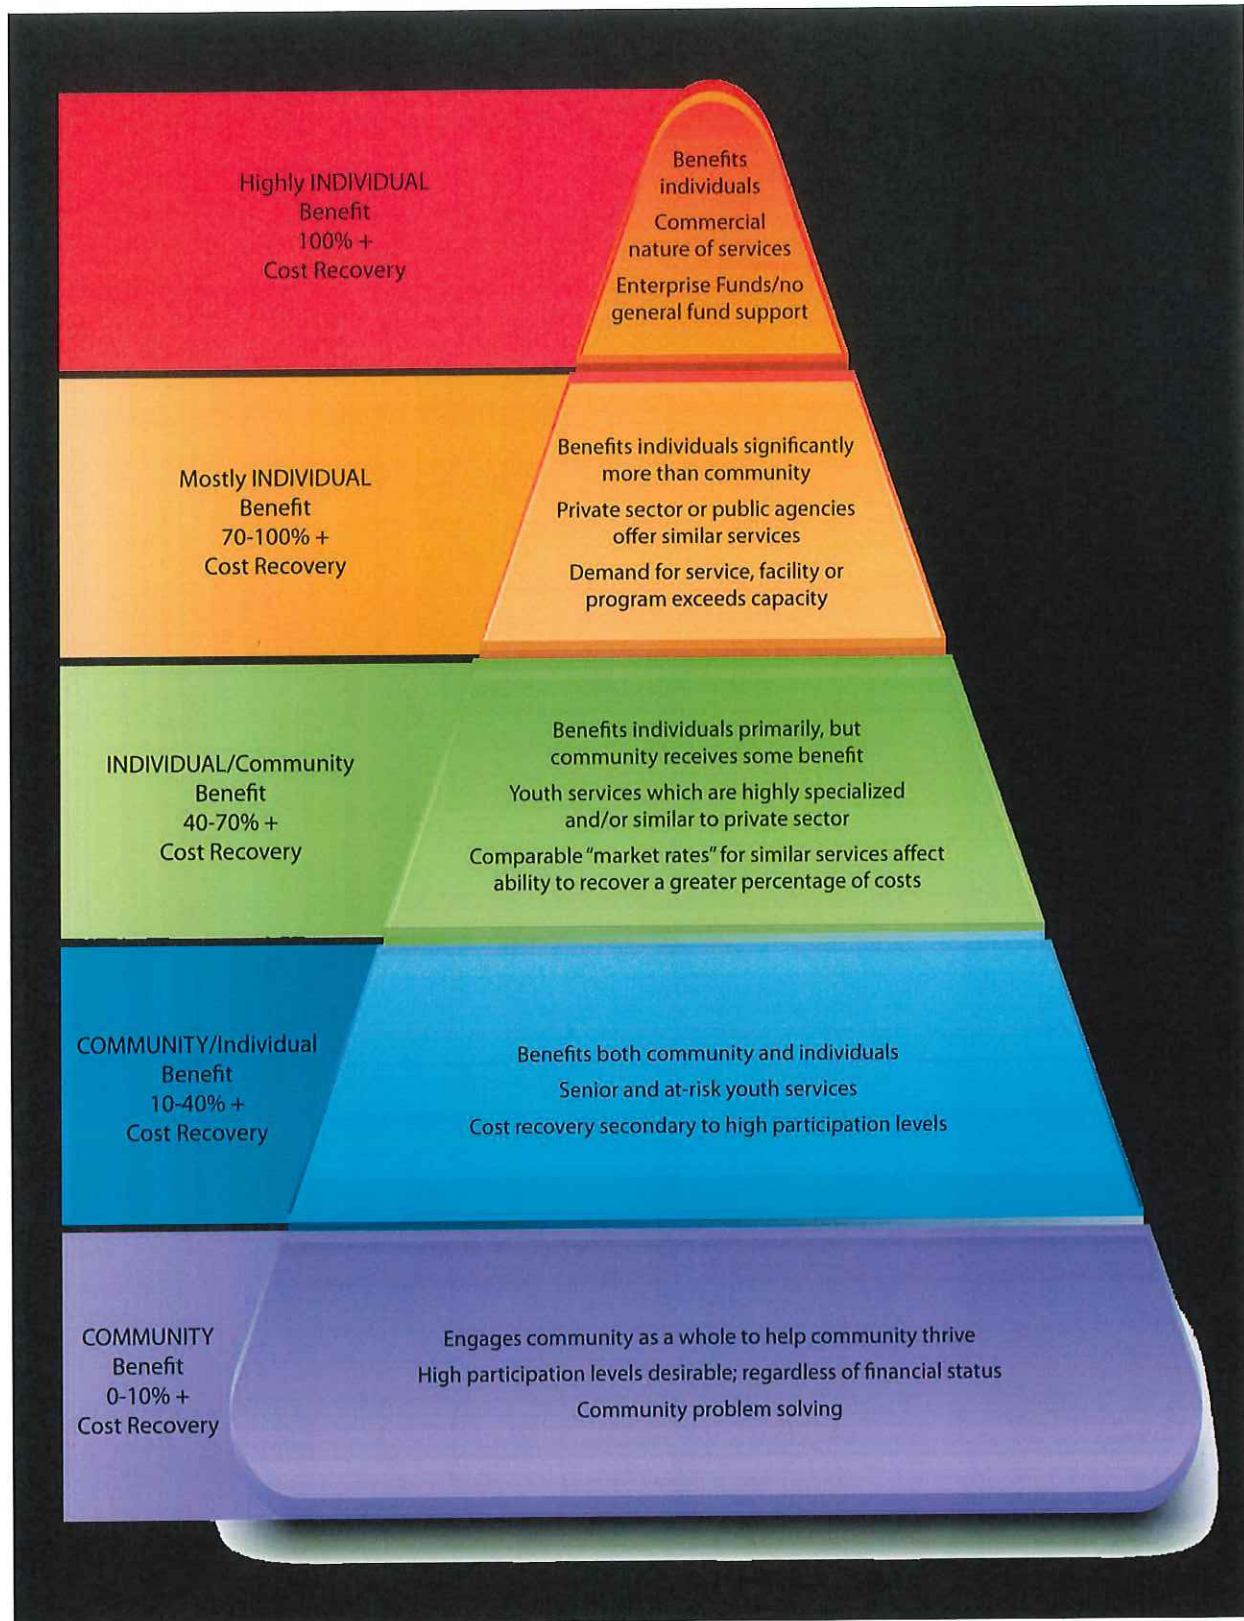 Highly INDIVIDUAL
Benefit
100% +
Cost Recovery
Benefits
individuals
Commercial
nature of services
Enterprise Funds/no
general fund support
Mostly INDIVIDUAL
Benefit
70-100% +
Cost Recovery
Benefits individuals significantly
more than community
Private sector or public agencies
offer similar services
Demand for service, facility or
program exceeds capacity
INDIVIDUAL/Community
Benefit
40-70% +
Cost Recovery
Benefits individuals primarily, but
community receives some benefit
Youth services which are highly specialized
and/or similar to private sector
Comparable “market rates” for similar services affect
ability to recover a greater percentage of costs
COMMUNITY/Individual
Benefit
10-40% +
Cost Recovery
Benefits both community and individuals
Senior and at-risk youth services
Cost recovery secondary to high participation levels
COMMUNITY
Benefit
0-10% +
Cost Recovery
Engages community as a whole to help community thrive
High participation levels desirable; regardless of financial status
Community problem solving